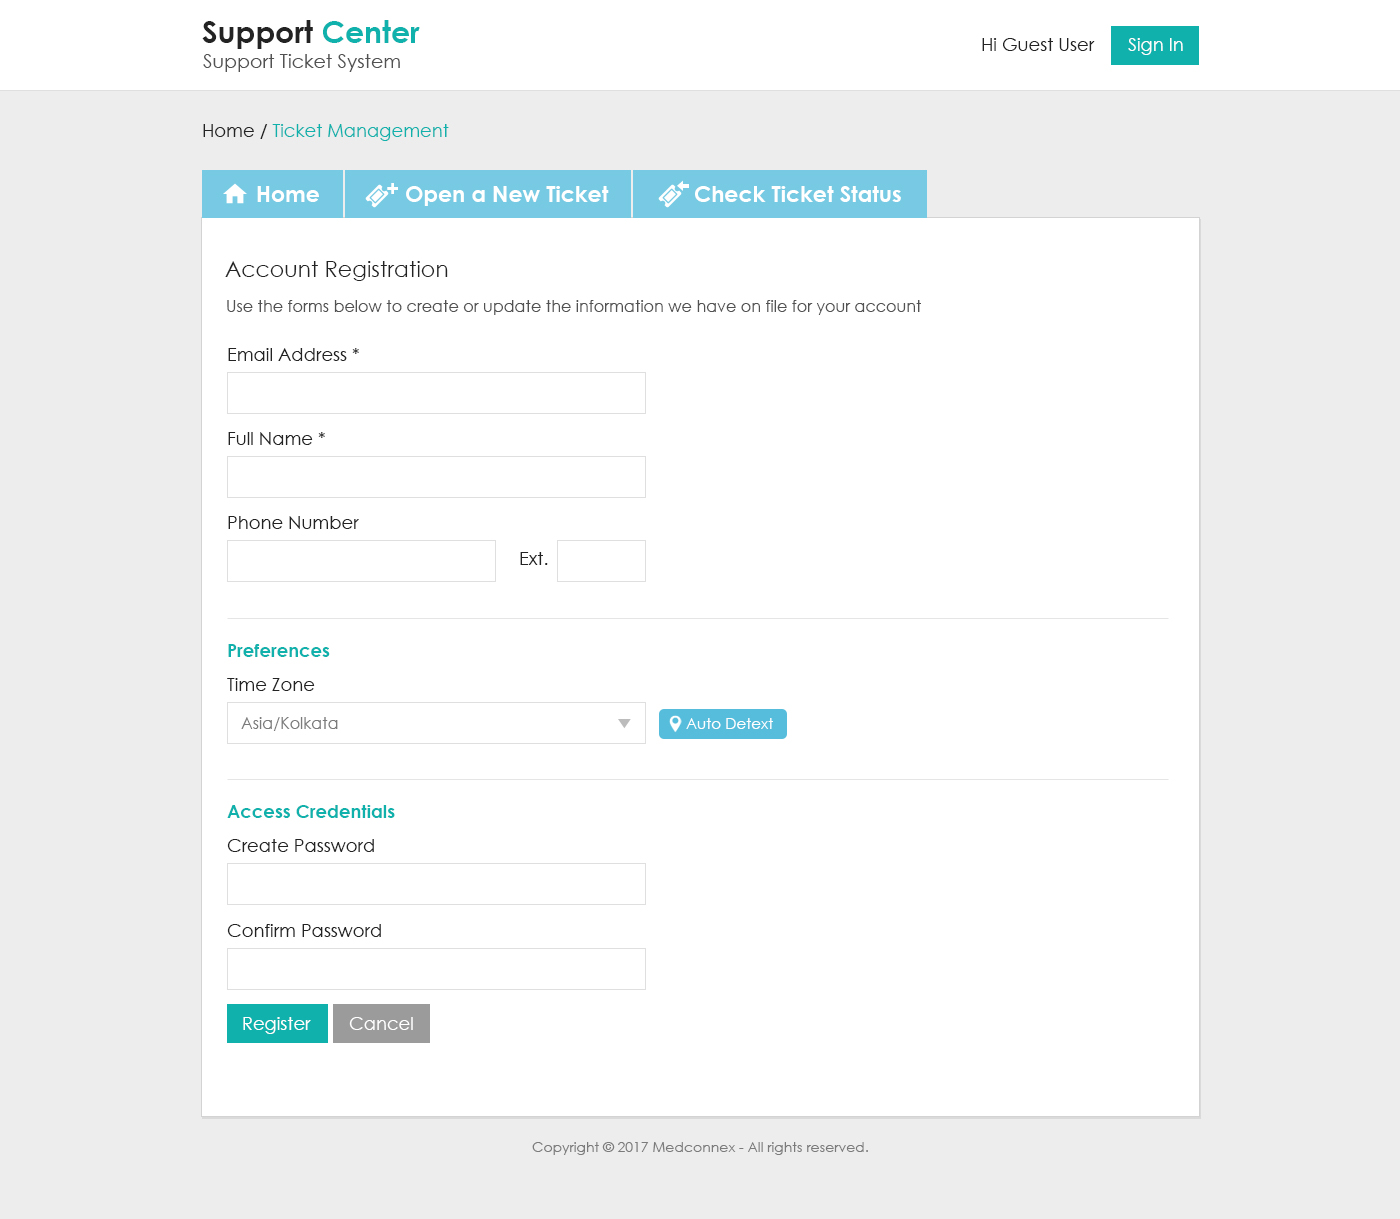 Support Center
Support Ticket System
Hi Guest User
Sign In
Home / Ticket Management
Home
Open a New Ticket
Check Ticket Status
Account Registration
Use the forms below to create or update the information we have on file for your account
Email Address *
Full Name *
Phone Number
Ext.
Preferences
Time Zone
Asia/Kolkata
Auto Detext
Access Credentials
Create Password
Confirm Password
Register
Cancel
Copyright © 2017 Medconnex - All rights reserved.